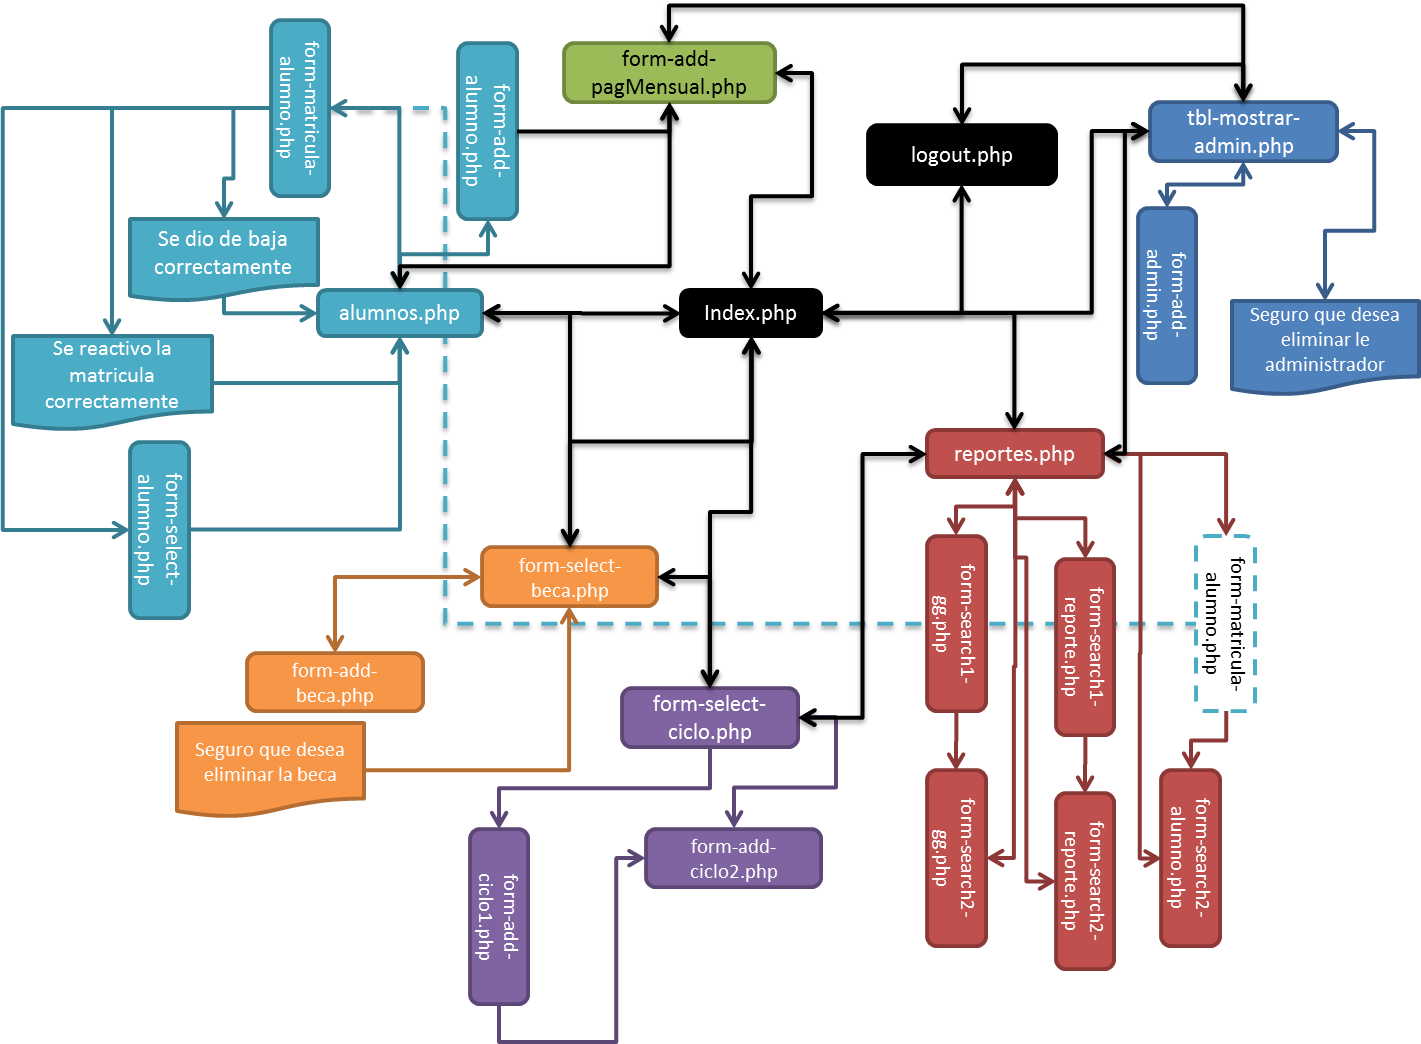 form-matricula-
alumno.php
form-add-
alumno.php
form-add-
pagMensual.php
logout.php
tbl-mostrar-
admin.php
form-add-
admin.php
Se dio de baja
correctamente
alumnos.php
Index.php
Seguro que desea
eliminar le
administrador
Se reactivo la
matricula
correctamente
form-select-
alumno.php
reportes.php
form-select-
beca.php
form-search1-
gg.php
form-search1-
reporte.php
form-matricula-
alumno.php
form-add-
beca.php
form-select-
ciclo.php
Seguro que desea
eliminar la beca
form-add-
ciclo1.php
form-add-
ciclo2.php
form-search2-
gg.php
form-search2-
reporte.php
form-search2-
alumno.php